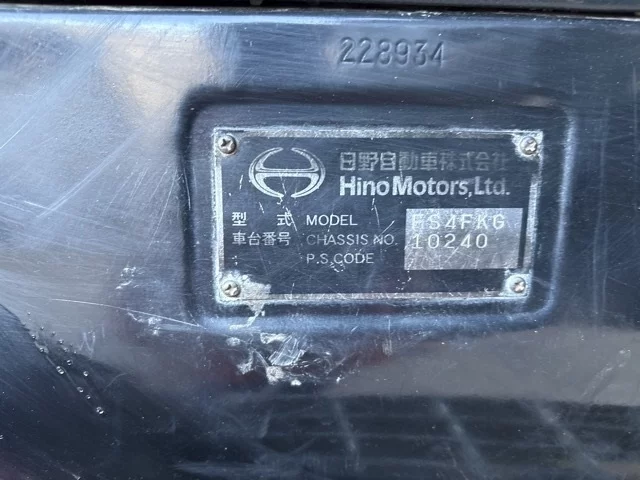 228934
日野自動車株式会社
Hino Motors, Ltd.
型 式 MODEL FS4FKG
車台番号 CHASSIS NO. 10240
P.S. CODE